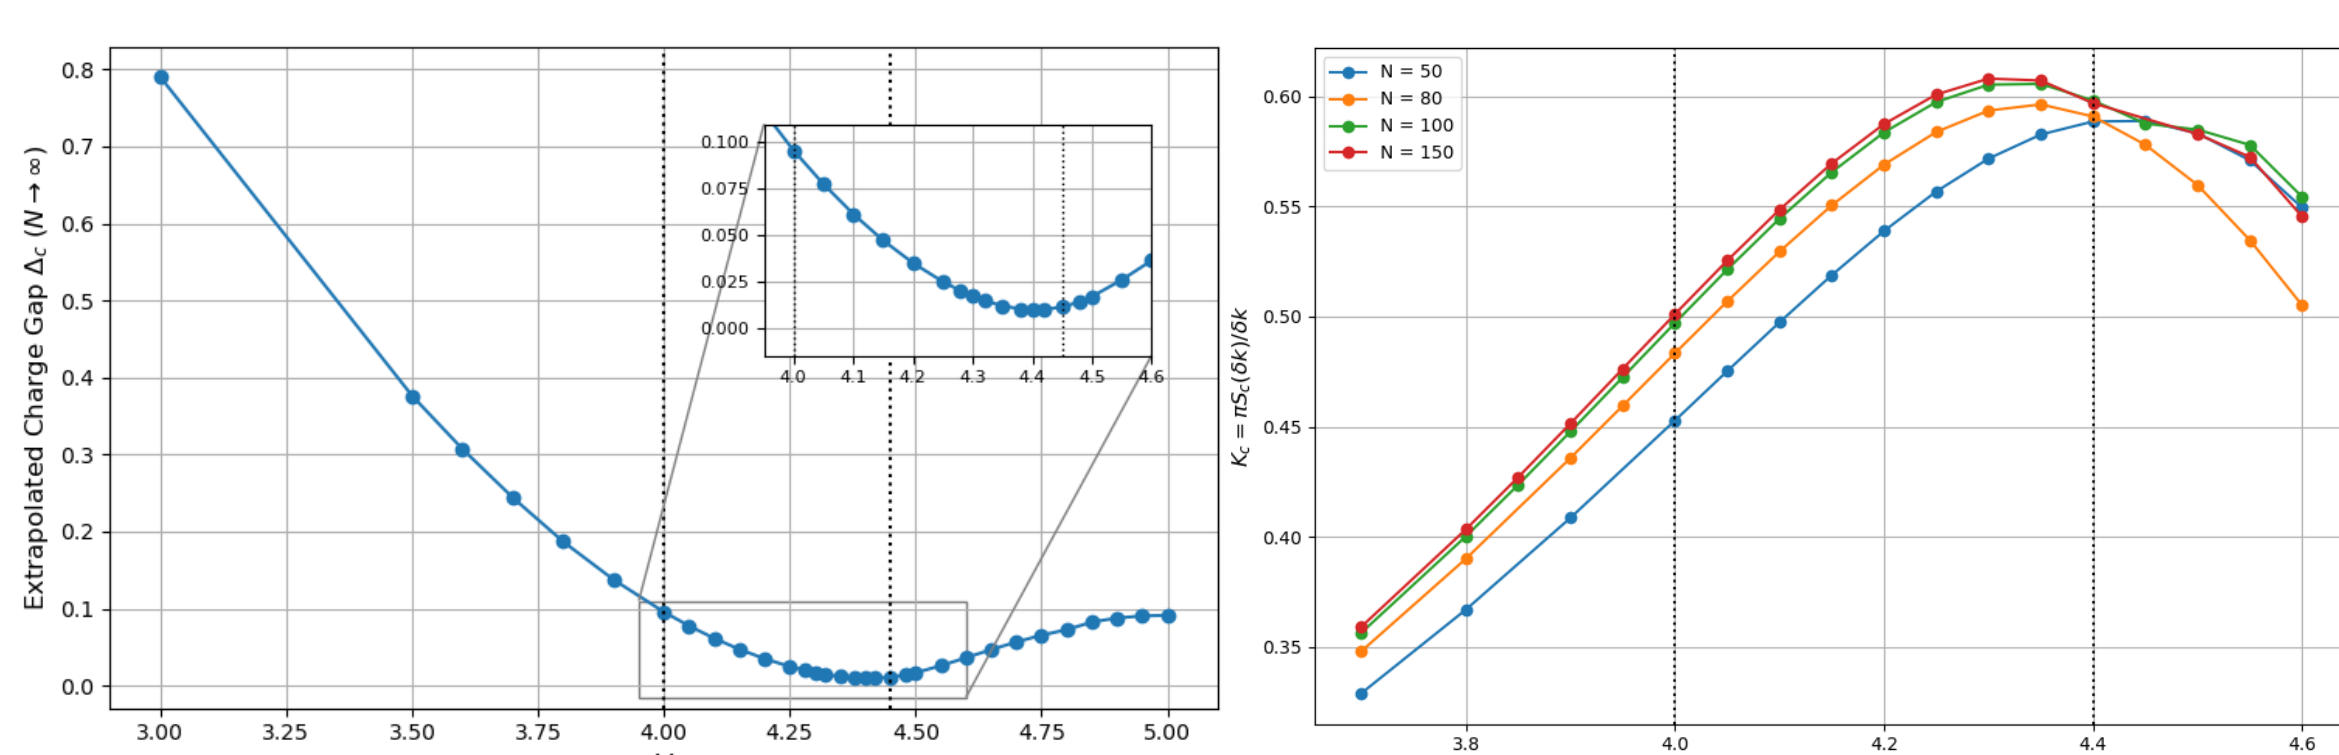 Extrapolated Charge Gap Δ_c (N → ∞)
0.8
0.7
0.6
0.5
0.4
0.3
0.2
0.1
0.0
3.00 3.25 3.50 3.75 4.00 4.25 4.50 4.75 5.00
0.100
0.075
0.050
0.025
0.000
4.0 4.1 4.2 4.3 4.4 4.5 4.6
K_c = πS_c(δk)/δk
N = 50
N = 80
N = 100
N = 150
0.60
0.55
0.50
0.45
0.40
0.35
3.8 4.0 4.2 4.4 4.6